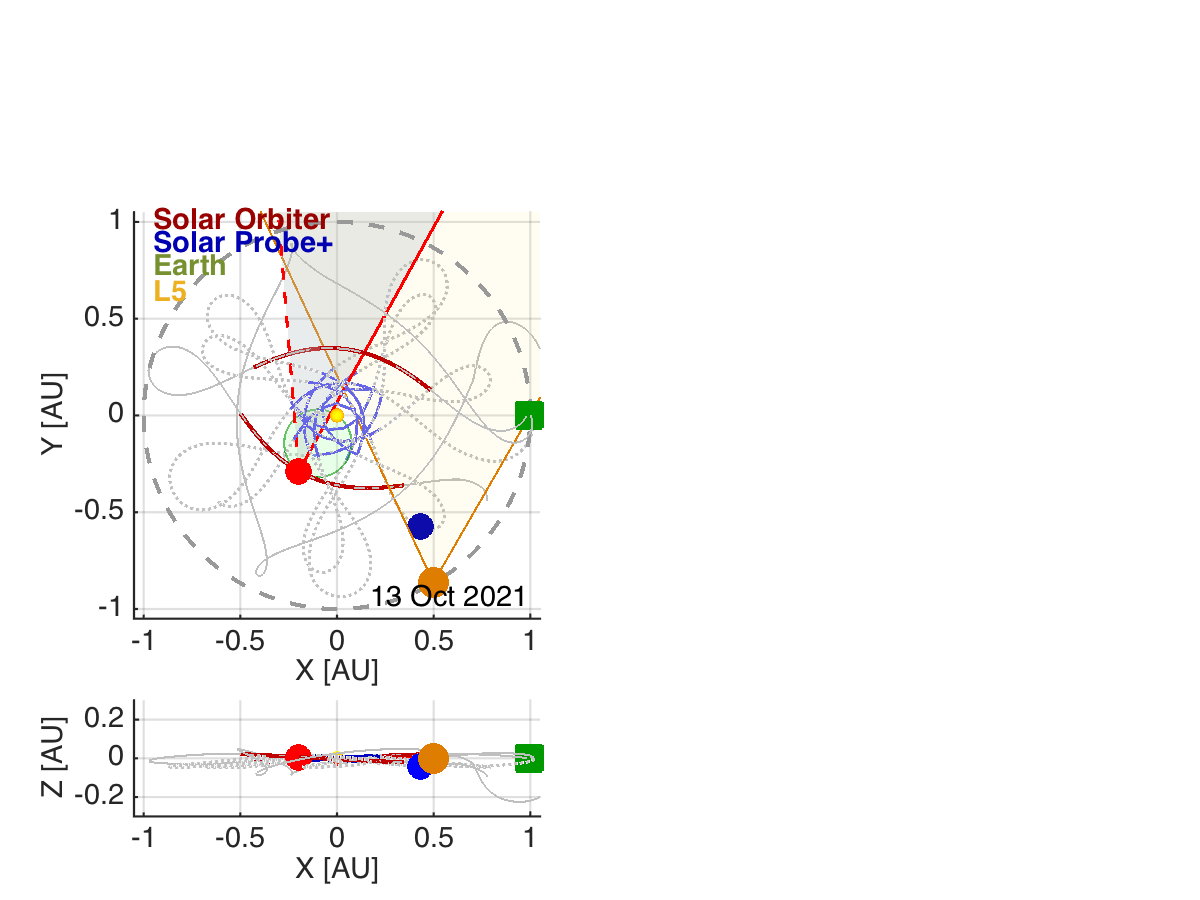 Solar Orbiter
Solar Probe+
Earth
L5
1
0.5
0
-0.5
-1
Y [AU]
13 Oct 2021
-1 -0.5 0 0.5 1
X [AU]
0.2
0
-0.2
Z [AU]
-1 -0.5 0 0.5 1
X [AU]